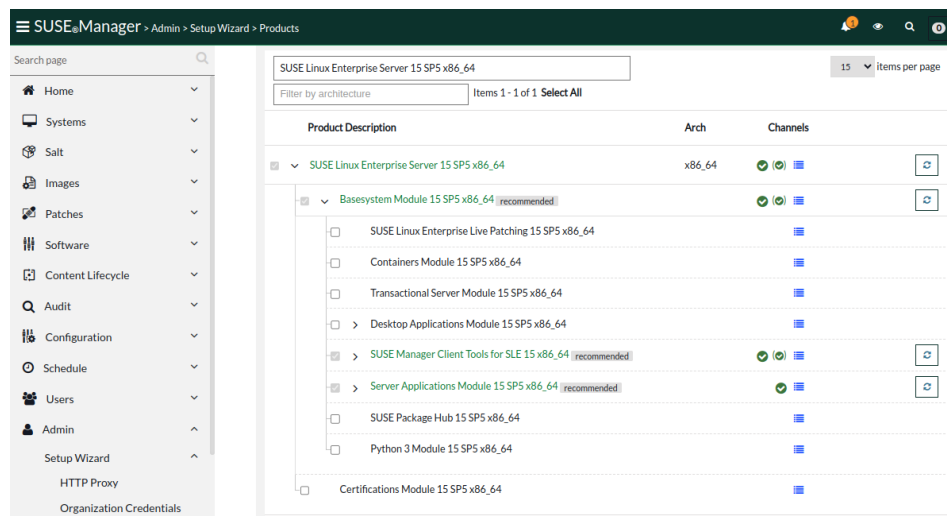 SUSE®Manager > Admin > Setup Wizard > Products
1
0
Search page
Home
Systems
Salt
Images
Patches
Software
Content Lifecycle
Audit
Configuration
Schedule
Users
Admin
Setup Wizard
HTTP Proxy
Organization Credentials
SUSE Linux Enterprise Server 15 SP5 x86_64
15 items per page
Filter by architecture
Items 1 - 1 of 1 Select All
Product Description Arch Channels
SUSE Linux Enterprise Server 15 SP5 x86_64 x86_64
Basesystem Module 15 SP5 x86_64 recommended
SUSE Linux Enterprise Live Patching 15 SP5 x86_64
Containers Module 15 SP5 x86_64
Transactional Server Module 15 SP5 x86_64
Desktop Applications Module 15 SP5 x86_64
SUSE Manager Client Tools for SLE 15 x86_64 recommended
Server Applications Module 15 SP5 x86_64 recommended
SUSE Package Hub 15 SP5 x86_64
Python 3 Module 15 SP5 x86_64
Certifications Module 15 SP5 x86_64